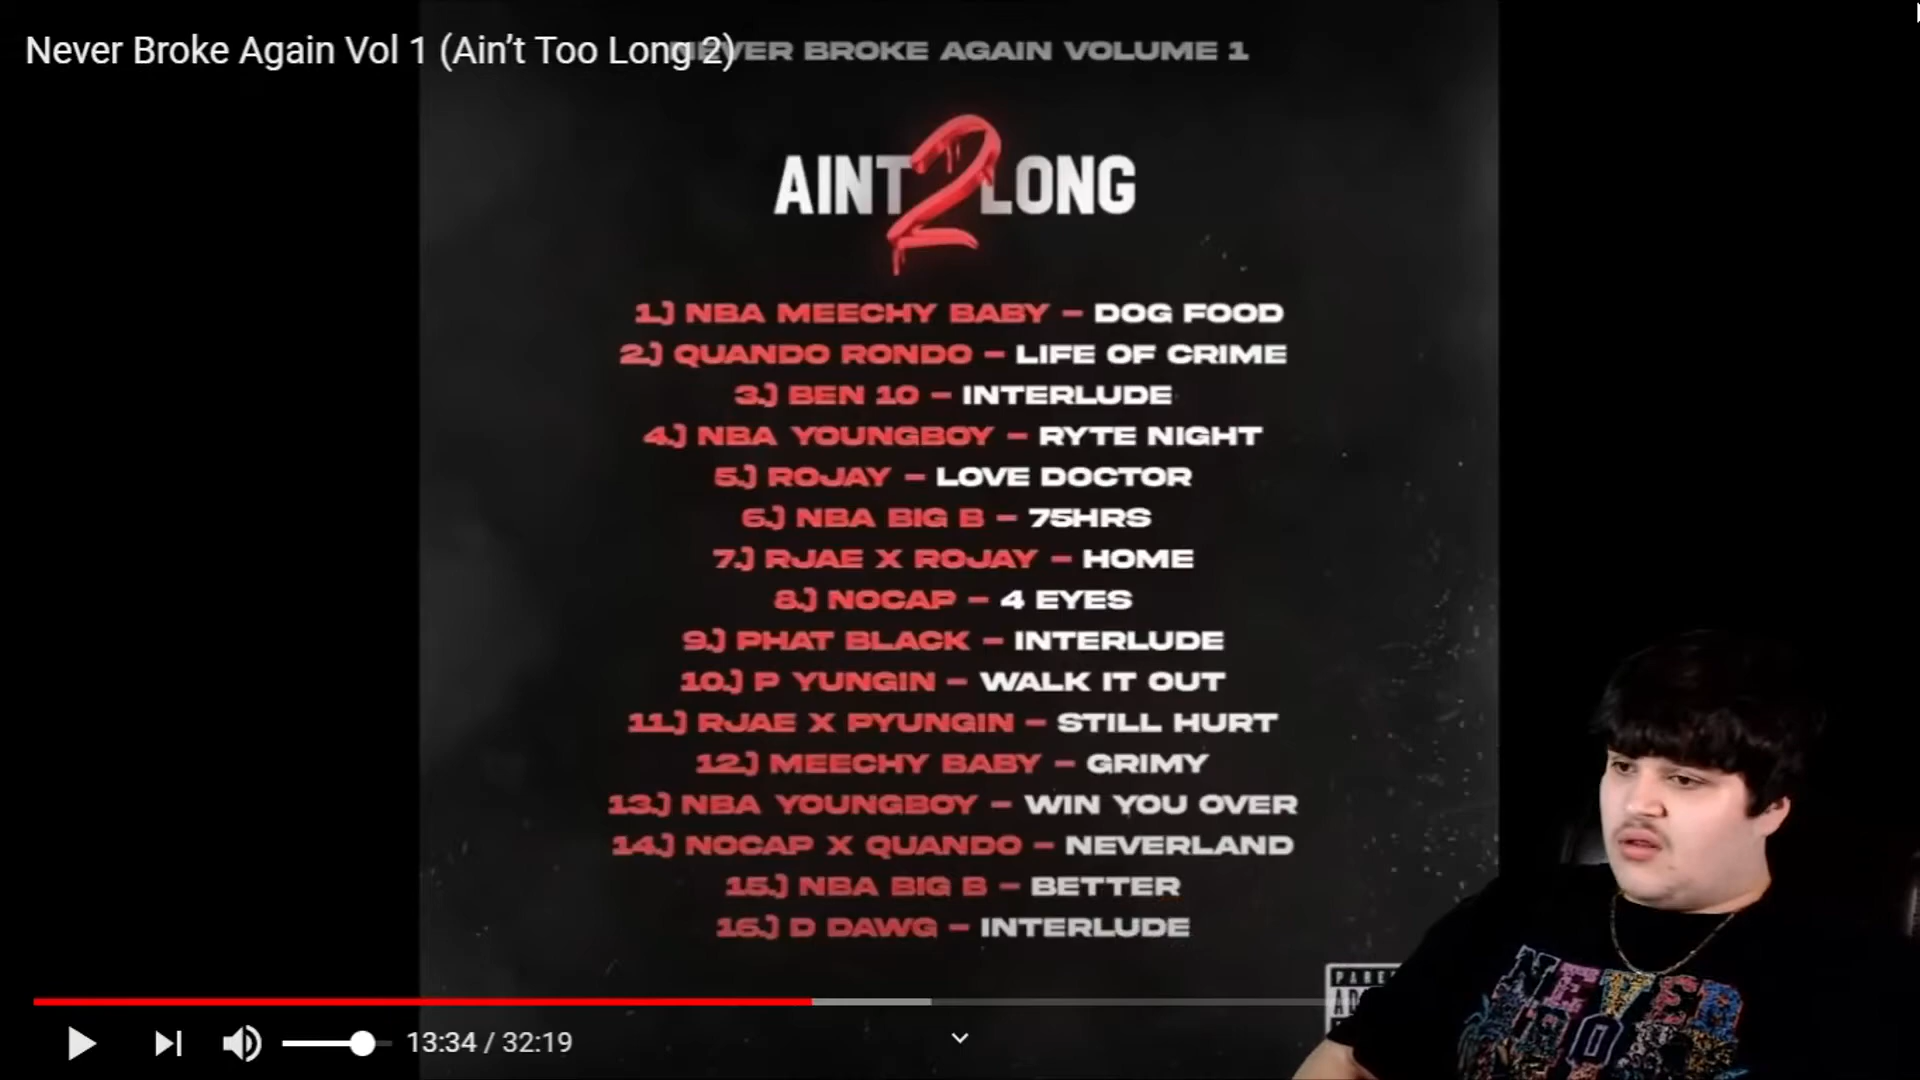 Never Broke Again Vol 1 (Ain’t Too Long 2)
VER BROKE AGAIN VOLUME 1
AINT 2 LONG
1.) NBA MEECHY BABY – DOG FOOD
2.) QUANDO RONDO – LIFE OF CRIME
3.) BEN 10 – INTERLUDE
4.) NBA YOUNGBOY – RYTE NIGHT
5.) ROJAY – LOVE DOCTOR
6.) NBA BIG B – 75HRS
7.) RJAE X ROJAY – HOME
8.) NOCAP – 4 EYES
9.) PHAT BLACK – INTERLUDE
10.) P YUNGIN – WALK IT OUT
11.) RJAE X PYUNGIN – STILL HURT
12.) MEECHY BABY – GRIMY
13.) NBA YOUNGBOY – WIN YOU OVER
14.) NOCAP X QUANDO – NEVERLAND
15.) NBA BIG B – BETTER
16.) D DAWG – INTERLUDE
NEVER
13:34 / 32:19